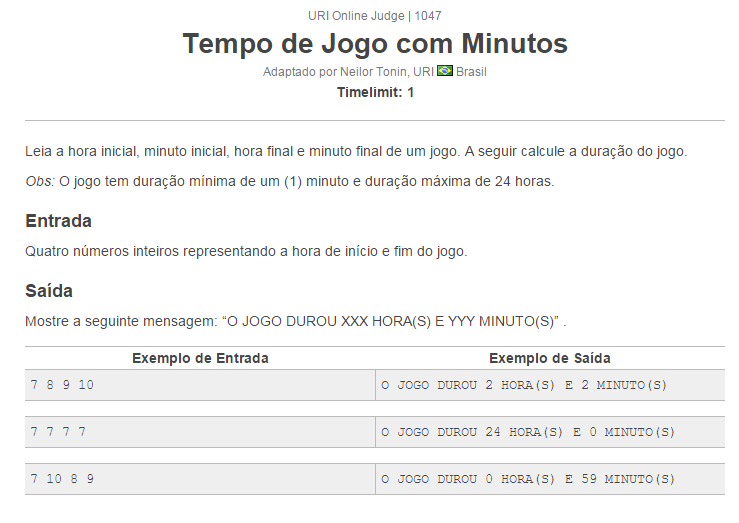 URI Online Judge | 1047
Tempo de Jogo com Minutos
Adaptado por Neilor Tonin, URI Brasil
Timelimit: 1
Leia a hora inicial, minuto inicial, hora final e minuto final de um jogo. A seguir calcule a duração do jogo.
Obs: O jogo tem duração mínima de um (1) minuto e duração máxima de 24 horas.
Entrada
Quatro números inteiros representando a hora de início e fim do jogo.
Saída
Mostre a seguinte mensagem: “O JOGO DUROU XXX HORA(S) E YYY MINUTO(S)” .
Exemplo de Entrada Exemplo de Saída
7 8 9 10 O JOGO DUROU 2 HORA(S) E 2 MINUTO(S)
7 7 7 7 O JOGO DUROU 24 HORA(S) E 0 MINUTO(S)
7 10 8 9 O JOGO DUROU 0 HORA(S) E 59 MINUTO(S)